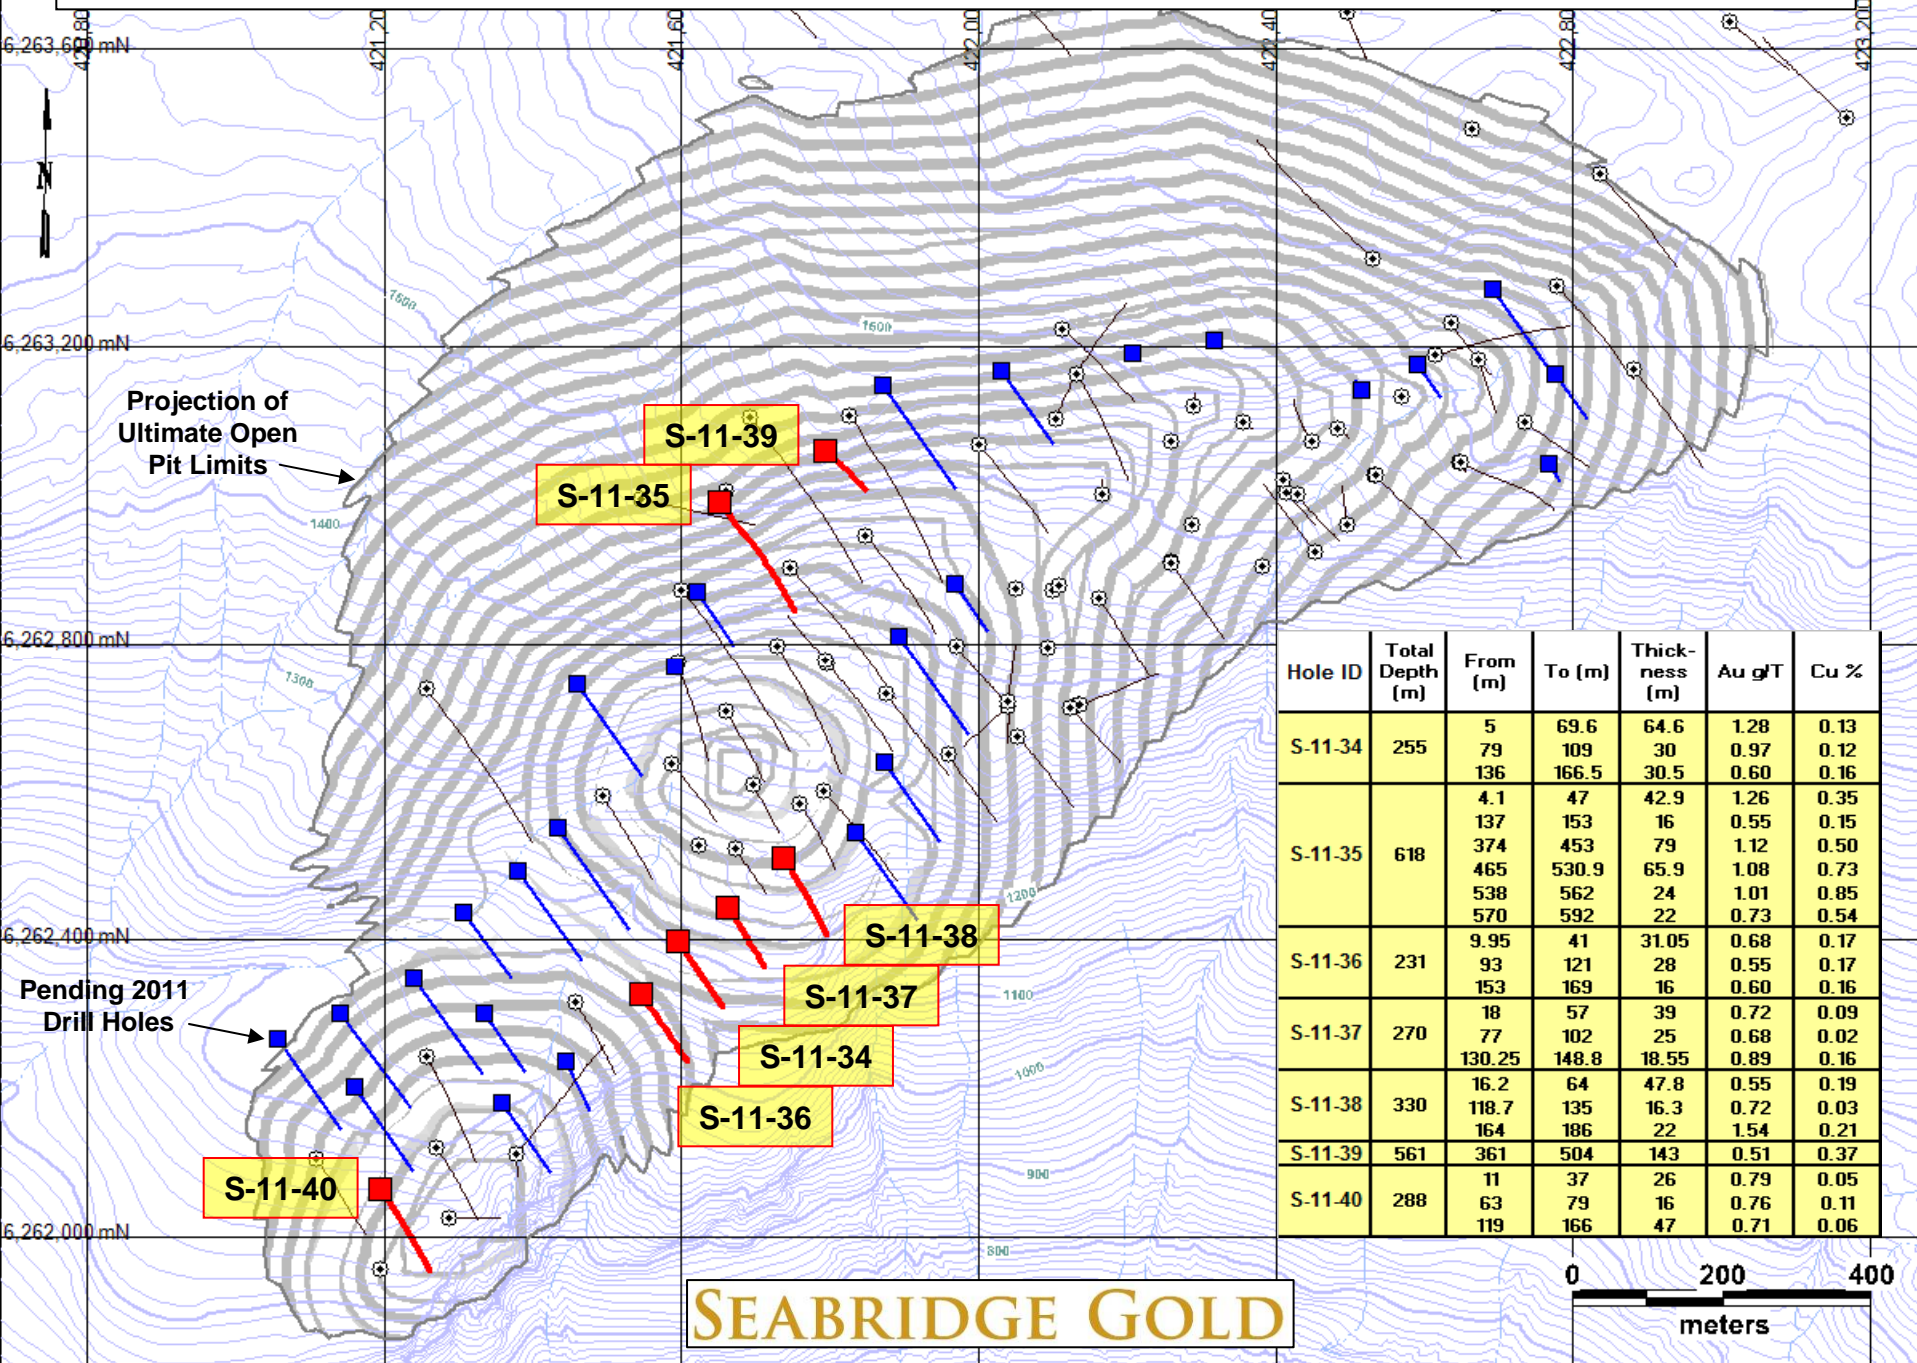 420,80
421,20
421,60
422,00
422,40
422,80
423,200
6,263,600 mN
N
1500
1600
6,263,200 mN
Projection of
Ultimate Open
Pit Limits
S-11-39
S-11-35
1400
6,262,800 mN
1300
1200
6,262,400 mN
S-11-38
Pending 2011
Drill Holes
S-11-37
1100
S-11-34
1000
S-11-36
900
S-11-40
6,262,000 mN
800
Hole ID Total Depth (m) From (m) To (m) Thick-ness (m) Au g/T Cu %
S-11-34 255 5 69.6 64.6 1.28 0.13
79 109 30 0.97 0.12
136 166.5 30.5 0.60 0.16
S-11-35 618 4.1 47 42.9 1.26 0.35
137 153 16 0.55 0.15
374 453 79 1.12 0.50
465 530.9 65.9 1.08 0.73
538 562 24 1.01 0.85
570 592 22 0.73 0.54
S-11-36 231 9.95 41 31.05 0.68 0.17
93 121 28 0.55 0.17
153 169 16 0.60 0.16
S-11-37 270 18 57 39 0.72 0.09
77 102 25 0.68 0.02
130.25 148.8 18.55 0.89 0.16
S-11-38 330 16.2 64 47.8 0.55 0.19
118.7 135 16.3 0.72 0.03
164 186 22 1.54 0.21
S-11-39 561 361 504 143 0.51 0.37
S-11-40 288 11 37 26 0.79 0.05
63 79 16 0.76 0.11
119 166 47 0.71 0.06
0 200 400
meters
SEABRIDGE GOLD